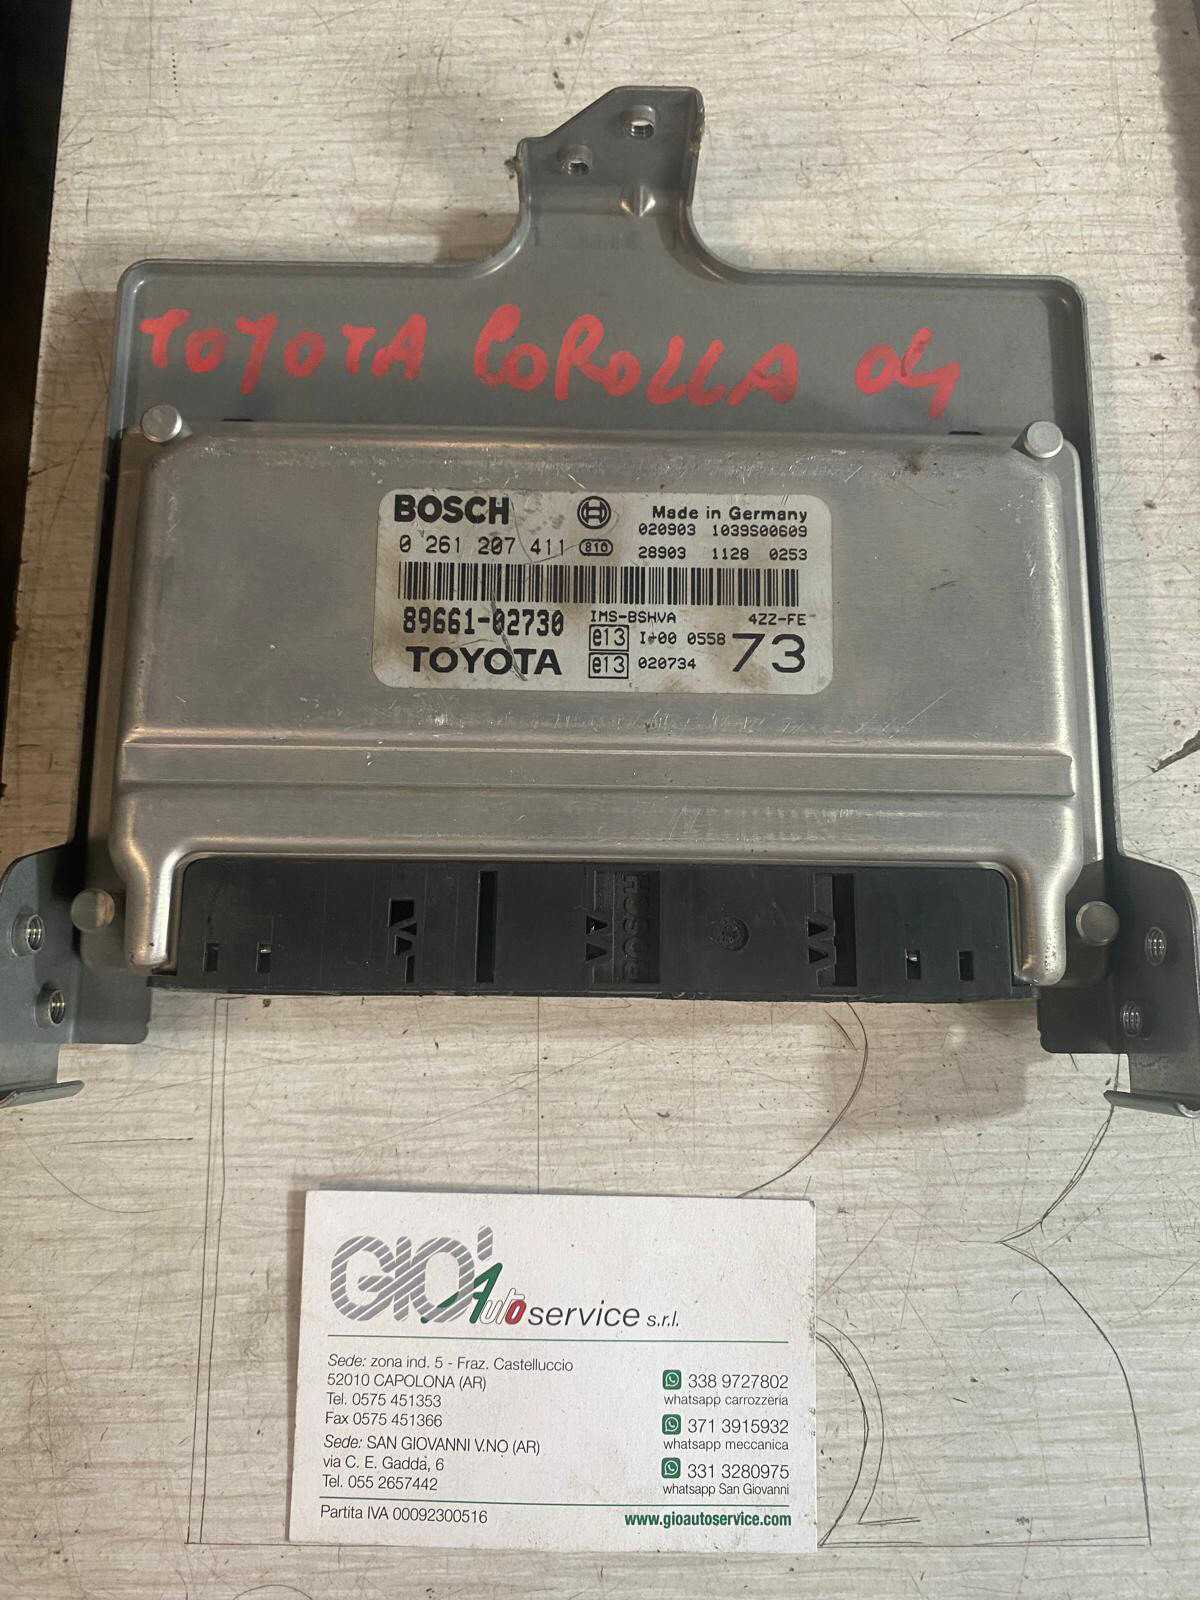 TOYOTA COROLLA 04
BOSCH
Made in Germany
0 261 207 411 810
020903 1039S00609
28903 1128 0253
89661-02730
IMS-BSHVA 4ZZ-FE
e13 I-00 0558 73
TOYOTA
e13 020734
GIO' Autoservice s.r.l.
Sede: zona ind. 5 - Fraz. Castelluccio
52010 CAPOLONA (AR)
Tel. 0575 451353
Fax 0575 451366
Sede: SAN GIOVANNI V.NO (AR)
via C. E. Gadda, 6
Tel. 055 2657442
338 9727802
whatsapp carrozzeria
371 3915932
whatsapp meccanica
331 3280975
whatsapp San Giovanni
Partita IVA 00092300516
www.gioautoservice.com